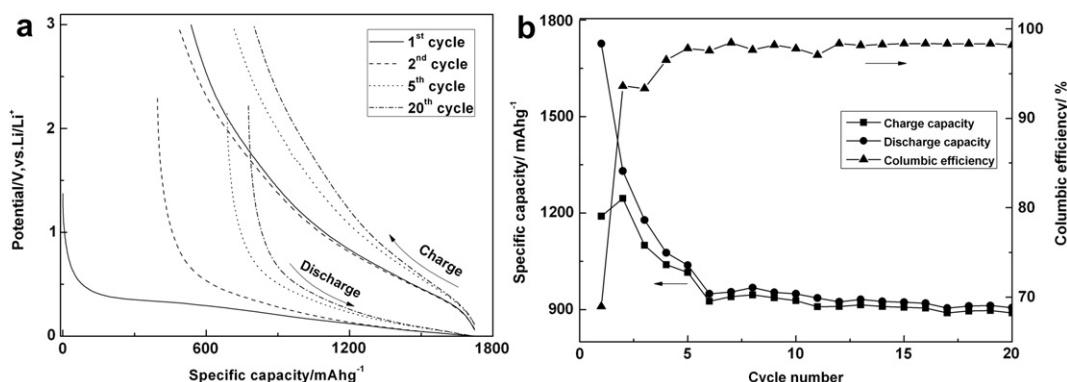 a
3
2
1
0
Potential/V,vs.Li/Li+
1st cycle
2nd cycle
5th cycle
20th cycle
Charge
Discharge
0 600 1200 1800
Specific capacity/mAhg-1
b
1800
1500
1200
900
Specific capacity/ mAhg-1
Charge capacity
Discharge capacity
Columbic efficiency
100
90
80
70
Columbic efficiency/ %
0 5 10 15 20
Cycle number